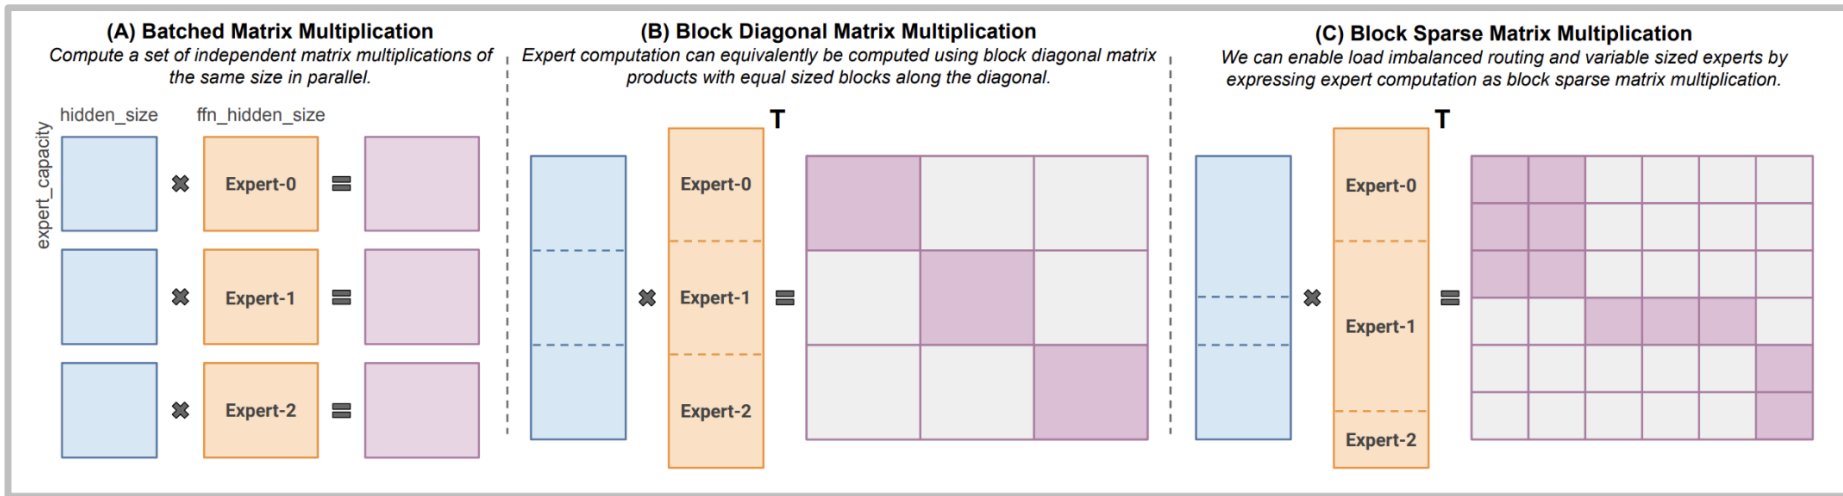 (A) Batched Matrix Multiplication
Compute a set of independent matrix multiplications of
the same size in parallel.
hidden_size
ffn_hidden_size
expert_capacity
Expert-0
Expert-1
Expert-2
(B) Block Diagonal Matrix Multiplication
Expert computation can equivalently be computed using block diagonal matrix
products with equal sized blocks along the diagonal.
T
Expert-0
Expert-1
Expert-2
(C) Block Sparse Matrix Multiplication
We can enable load imbalanced routing and variable sized experts by
expressing expert computation as block sparse matrix multiplication.
T
Expert-0
Expert-1
Expert-2